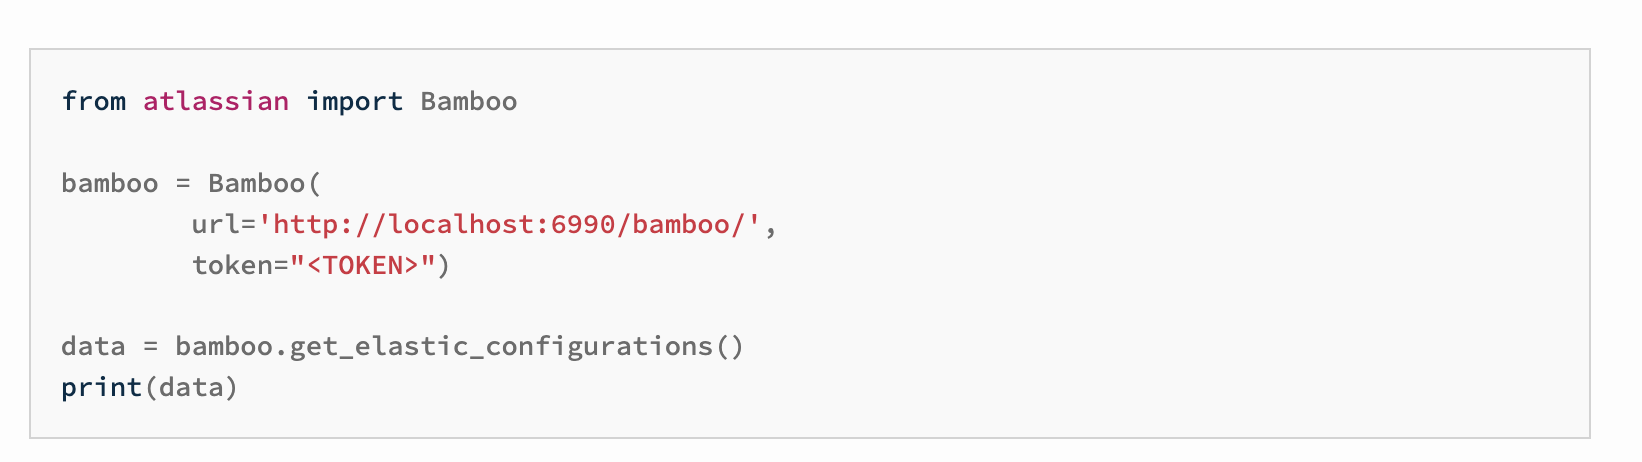 from atlassian import Bamboo
bamboo = Bamboo(
        url='http://localhost:6990/bamboo/',
        token="<TOKEN>")
data = bamboo.get_elastic_configurations()
print(data)